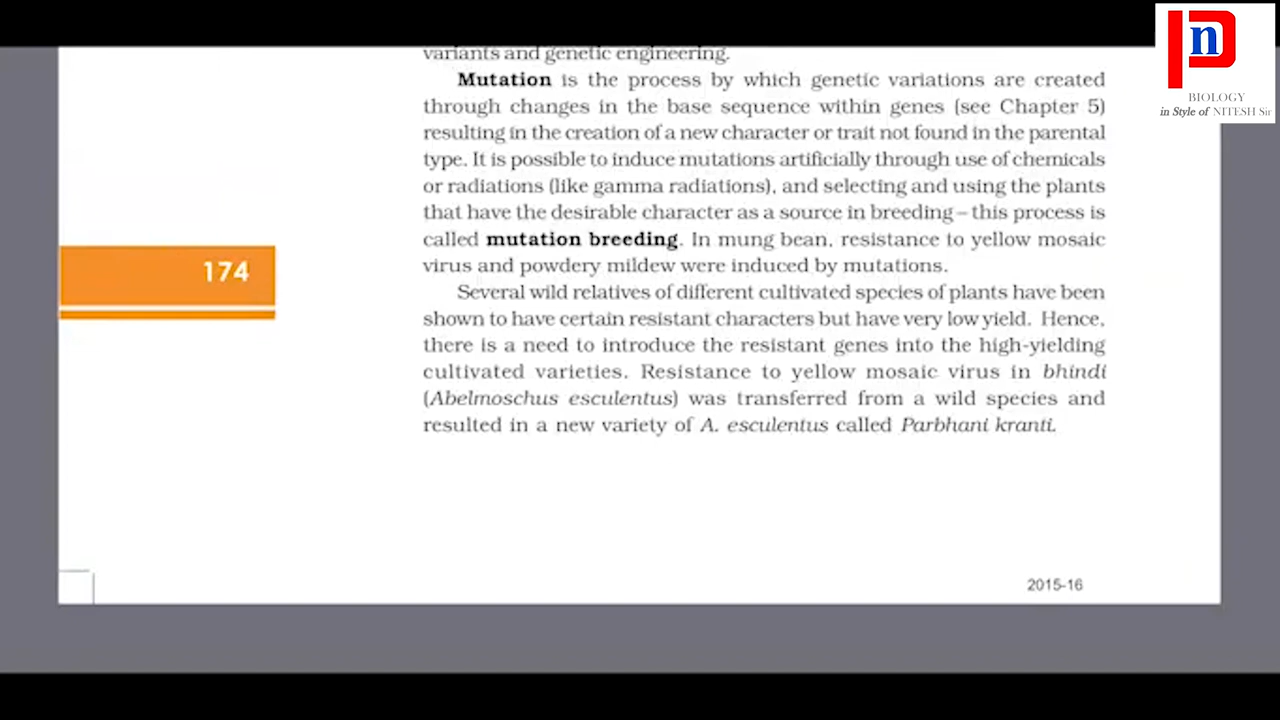 variants and genetic engineering.
Mutation is the process by which genetic variations are created
through changes in the base sequence within genes (see Chapter 5)
resulting in the creation of a new character or trait not found in the parental
type. It is possible to induce mutations artificially through use of chemicals
or radiations (like gamma radiations), and selecting and using the plants
that have the desirable character as a source in breeding – this process is
called mutation breeding. In mung bean, resistance to yellow mosaic
virus and powdery mildew were induced by mutations.
Several wild relatives of different cultivated species of plants have been
shown to have certain resistant characters but have very low yield. Hence,
there is a need to introduce the resistant genes into the high-yielding
cultivated varieties. Resistance to yellow mosaic virus in bhindi
(Abelmoschus esculentus) was transferred from a wild species and
resulted in a new variety of A. esculentus called Parbhani kranti.
174
2015-16
Pn
BIOLOGY
in Style of NITESH Sir